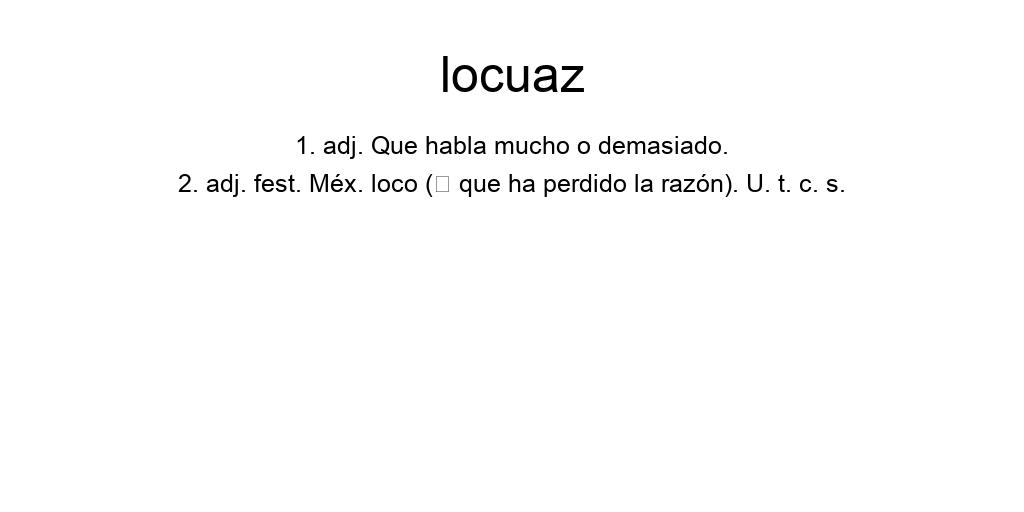 locuaz
1. adj. Que habla mucho o demasiado.
2. adj. fest. Méx. loco (□ que ha perdido la razón). U. t. c. s.